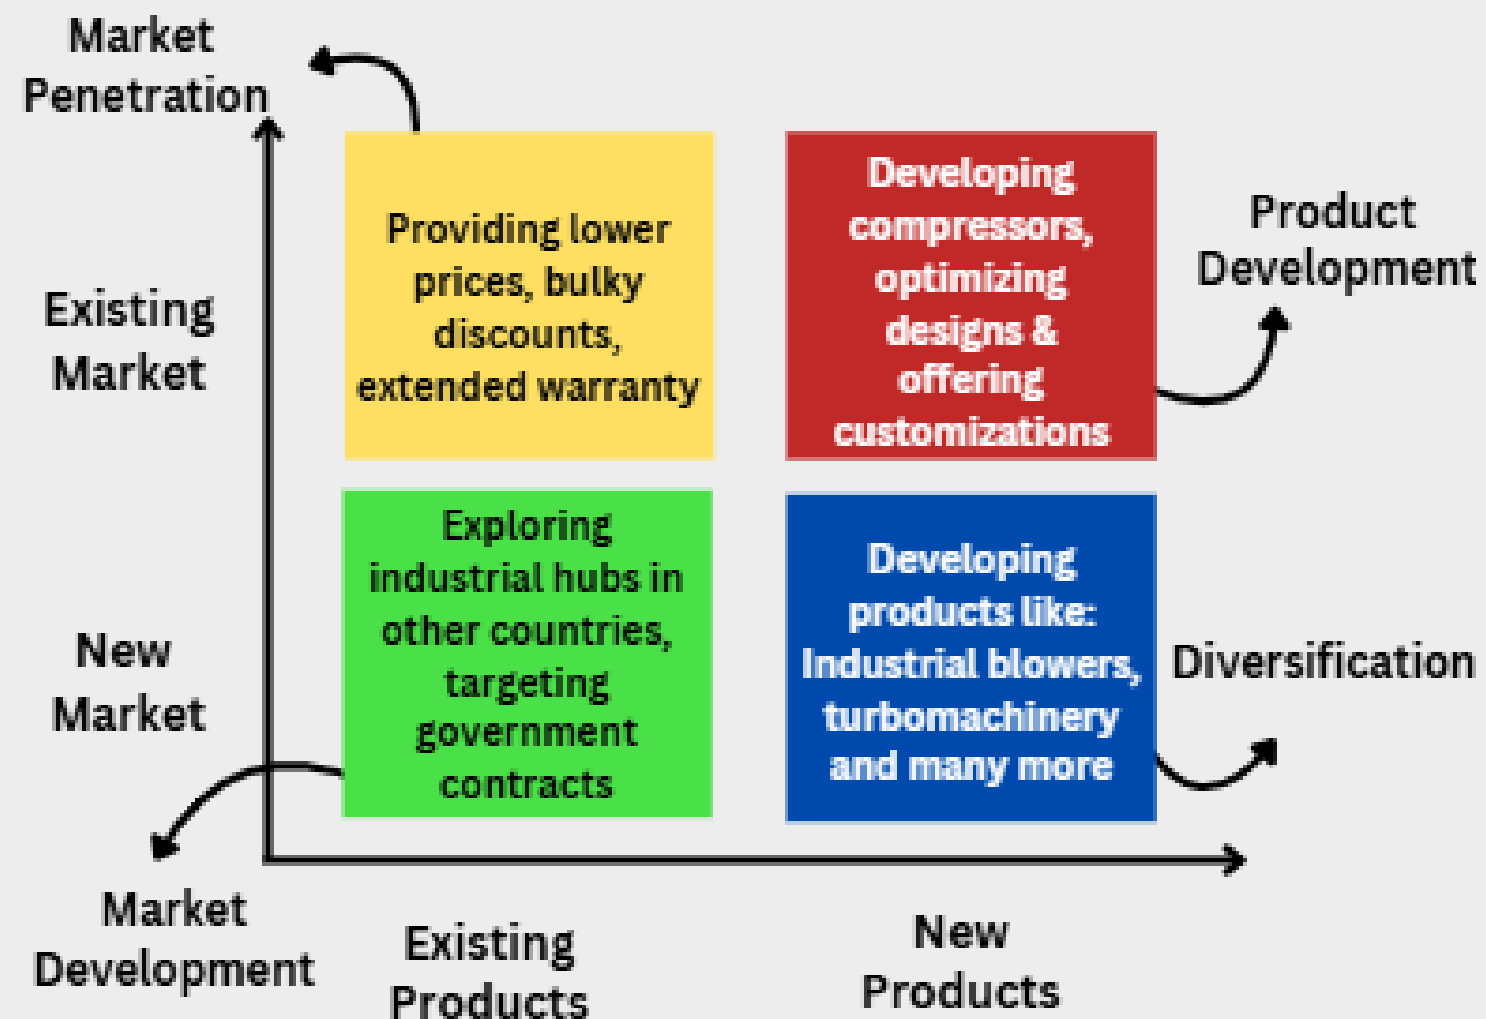 Market
Penetration
Providing lower
prices, bulky
discounts,
extended warranty
Developing
compressors,
optimizing
designs &
offering
customizations
Product
Development
Existing
Market
Exploring
industrial hubs in
other countries,
targeting
government
contracts
Developing
products like:
Industrial blowers,
turbomachinery
and many more
Diversification
New
Market
Market
Development
Existing
Products
New
Products